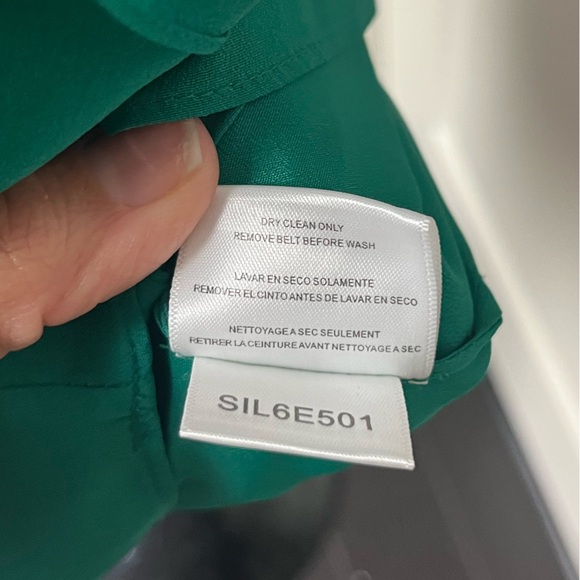 DRY CLEAN ONLY
REMOVE BELT BEFORE WASH
LAVAR EN SECO SOLAMENTE
REMOVER EL CINTO ANTES DE LAVAR EN SECO
NETTOYAGE A SEC SEULEMENT
RETIRER LA CEINTURE AVANT NETTOYAGE A SEC
SIL6E501